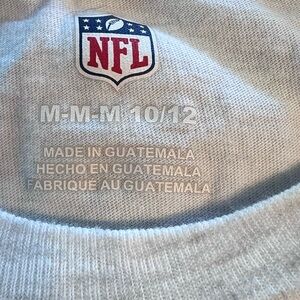 NFL
M-M-M 10/12
MADE IN GUATEMALA
HECHO EN GUATEMALA
FABRIQUÉ AU GUATEMALA